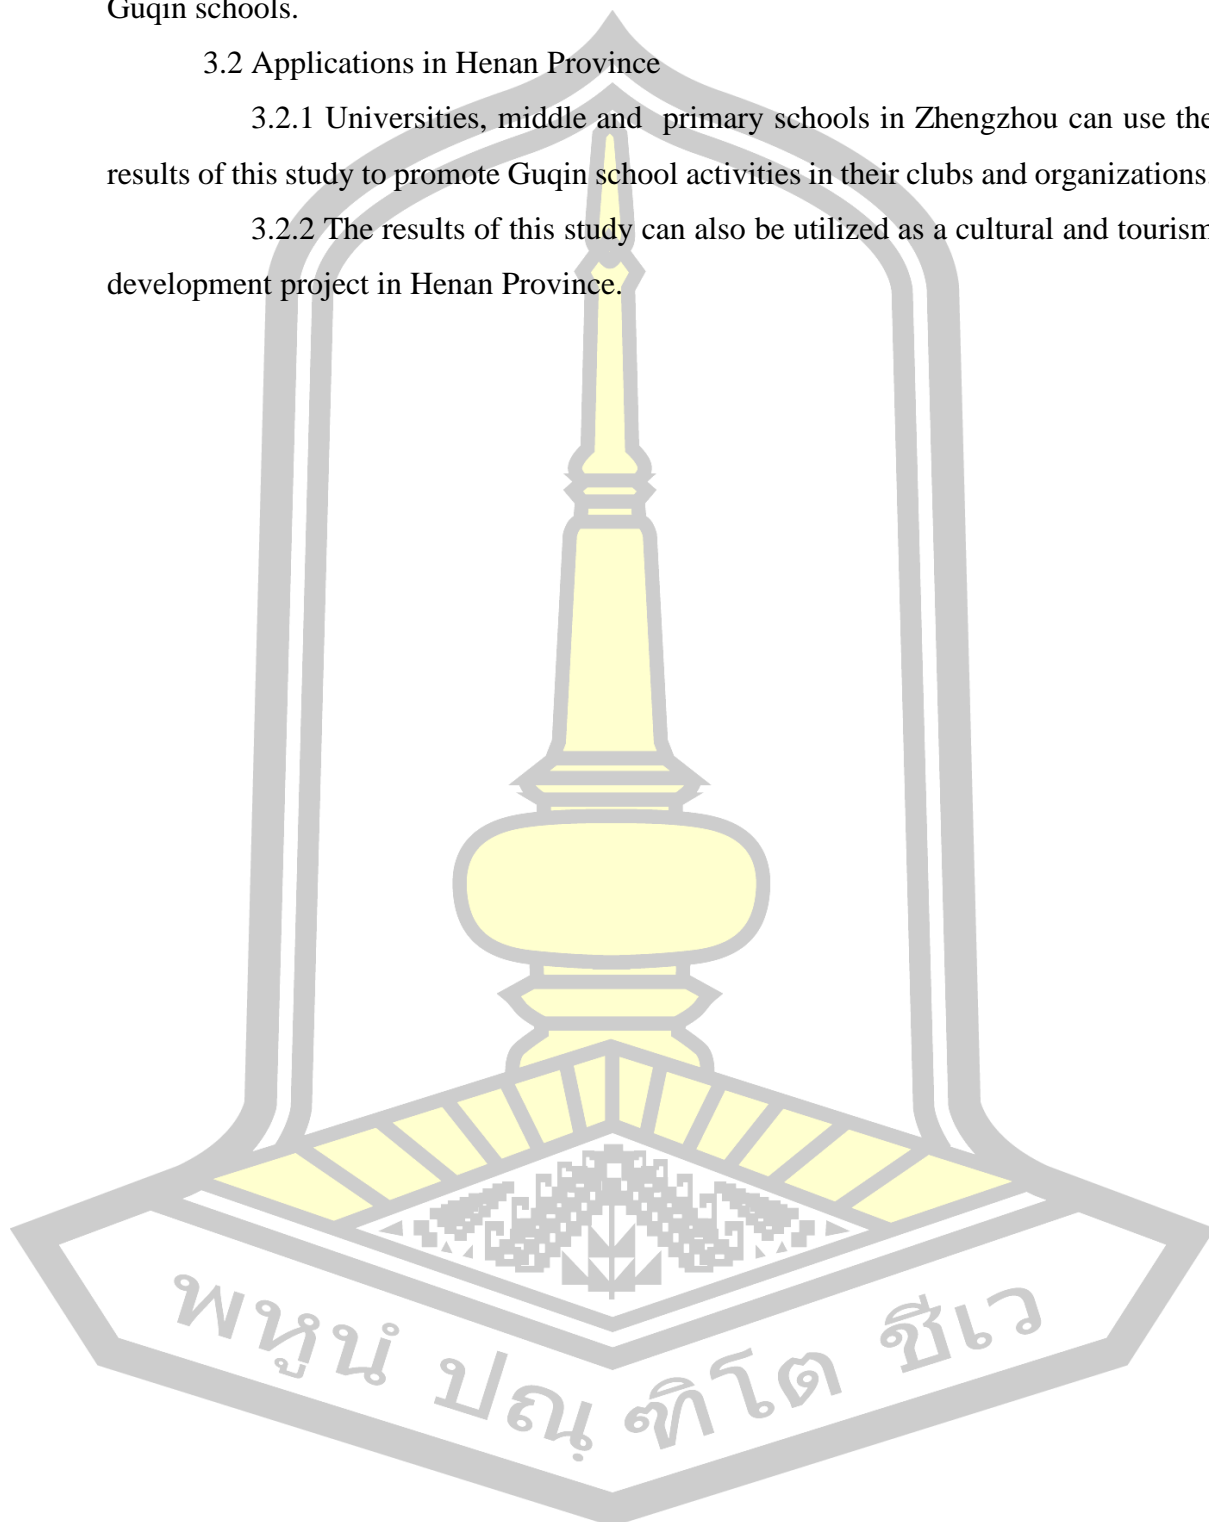 Guqin schools.
3.2 Applications in Henan Province
3.2.1 Universities, middle and primary schools in Zhengzhou can use the
results of this study to promote Guqin school activities in their clubs and organizations.
3.2.2 The results of this study can also be utilized as a cultural and tourism
development project in Henan Province.
พหูนํ ปณฺ ฑิโต ชีเว